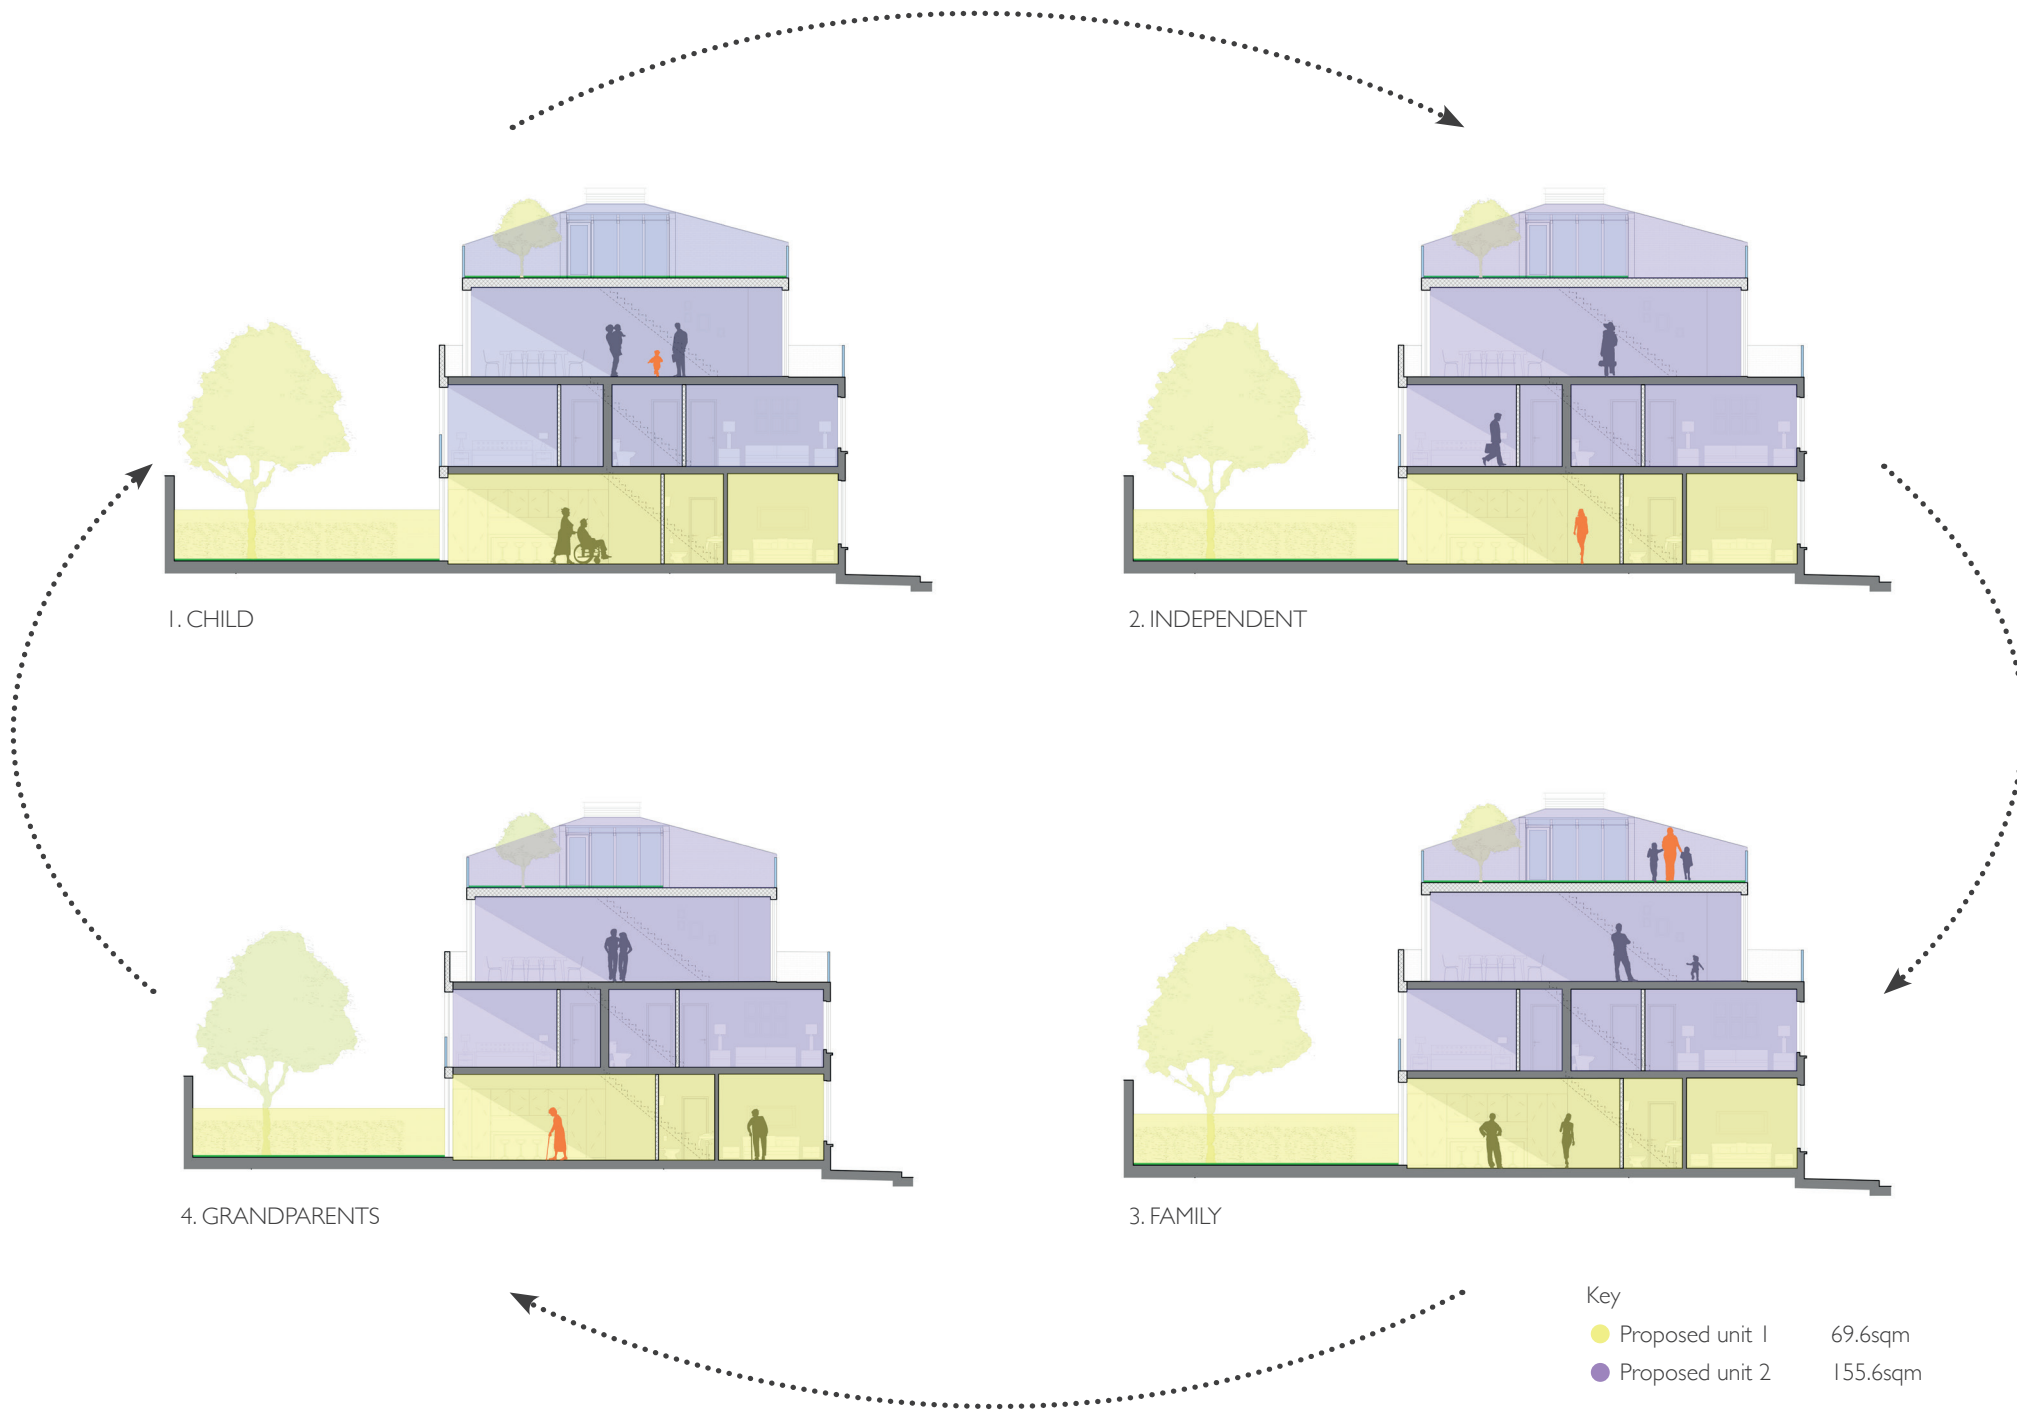 1. CHILD
2. INDEPENDENT
4. GRANDPARENTS
3. FAMILY
Key
Proposed unit 1 69.6sqm
Proposed unit 2 155.6sqm